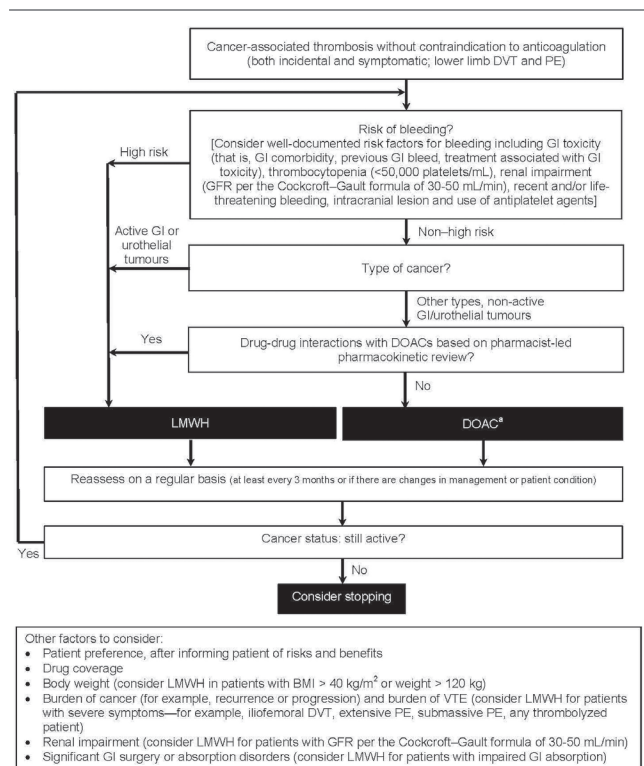 Cancer-associated thrombosis without contraindication to anticoagulation
(both incidental and symptomatic; lower limb DVT and PE)
Risk of bleeding?
[Consider well-documented risk factors for bleeding including GI toxicity
(that is, GI comorbidity, previous GI bleed, treatment associated with GI
toxicity), thrombocytopenia (<50,000 platelets/mL), renal impairment
(GFR per the Cockcroft–Gault formula of 30-50 mL/min), recent and/or life-
threatening bleeding, intracranial lesion and use of antiplatelet agents]
High risk
Non–high risk
Active GI or
urothelial
tumours
Type of cancer?
Other types, non-active
GI/urothelial tumours
Yes
Drug-drug interactions with DOACs based on pharmacist-led
pharmacokinetic review?
No
LMWH
DOACª
Reassess on a regular basis (at least every 3 months or if there are changes in management or patient condition)
Cancer status: still active?
Yes
No
Consider stopping
Other factors to consider:
• Patient preference, after informing patient of risks and benefits
• Drug coverage
• Body weight (consider LMWH in patients with BMI > 40 kg/m² or weight > 120 kg)
• Burden of cancer (for example, recurrence or progression) and burden of VTE (consider LMWH for patients
with severe symptoms—for example, iliofemoral DVT, extensive PE, submassive PE, any thrombolyzed
patient)
• Renal impairment (consider LMWH for patients with GFR per the Cockcroft–Gault formula of 30-50 mL/min)
• Significant GI surgery or absorption disorders (consider LMWH for patients with impaired GI absorption)